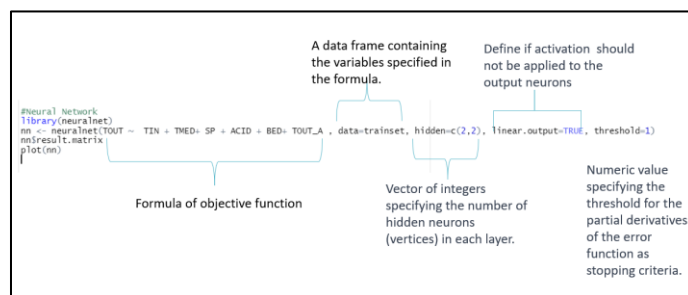 A data frame containing
the variables specified in
the formula.
Define if activation should
not be applied to the
output neurons
#Neural Network
library(neuralnet)
nn <- neuralnet(TOUT ~ TIN + TMED+ SP + ACID + BED+ TOUT_A , data=trainset, hidden=c(2,2), linear.output=TRUE, threshold=1)
nn$result.matrix
plot(nn)
Formula of objective function
Vector of integers
specifying the number of
hidden neurons
(vertices) in each layer.
Numeric value
specifying the
threshold for the
partial derivatives
of the error
function as
stopping criteria.